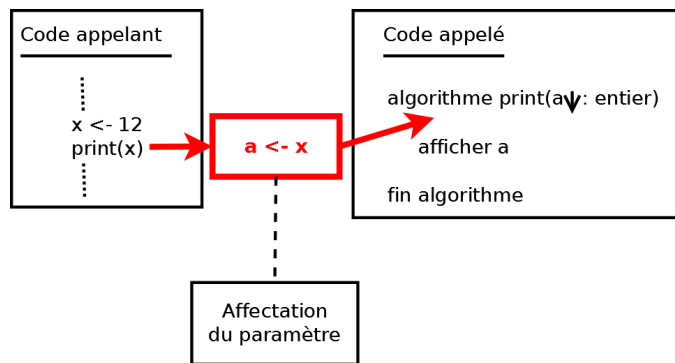 Code appelant
x <- 12
print(x)
a <- x
Code appelé
algorithme print(a↓: entier)
afficher a
fin algorithme
Affectation
du paramètre